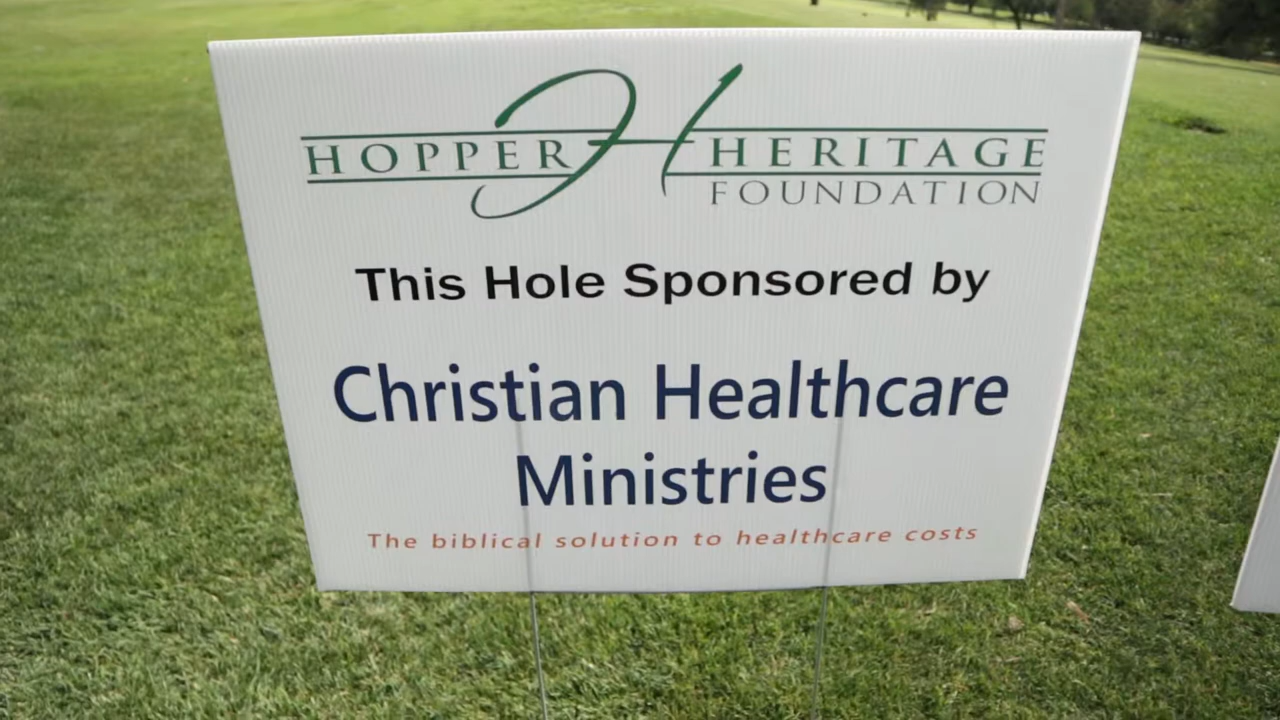 HOPPER H HERITAGE
FOUNDATION
This Hole Sponsored by
Christian Healthcare
Ministries
The biblical solution to healthcare costs